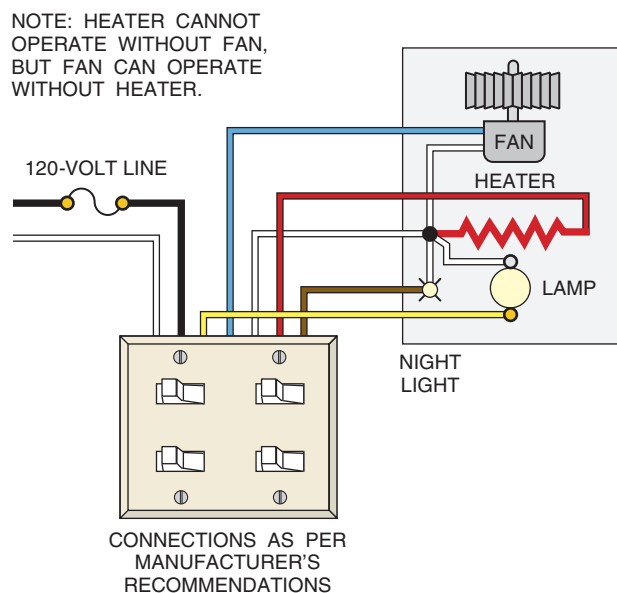 NOTE: HEATER CANNOT
OPERATE WITHOUT FAN,
BUT FAN CAN OPERATE
WITHOUT HEATER.
120-VOLT LINE
FAN
HEATER
LAMP
NIGHT
LIGHT
CONNECTIONS AS PER
MANUFACTURER'S
RECOMMENDATIONS